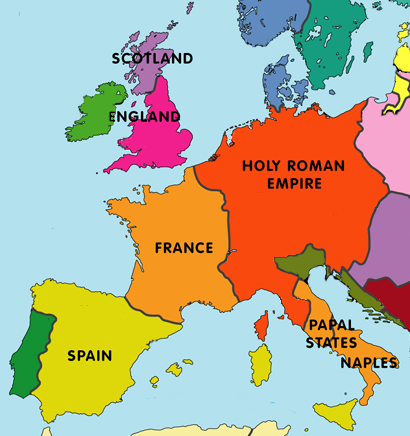 SCOTLAND
ENGLAND
HOLY ROMAN
EMPIRE
FRANCE
PAPAL
STATES
SPAIN
NAPLES